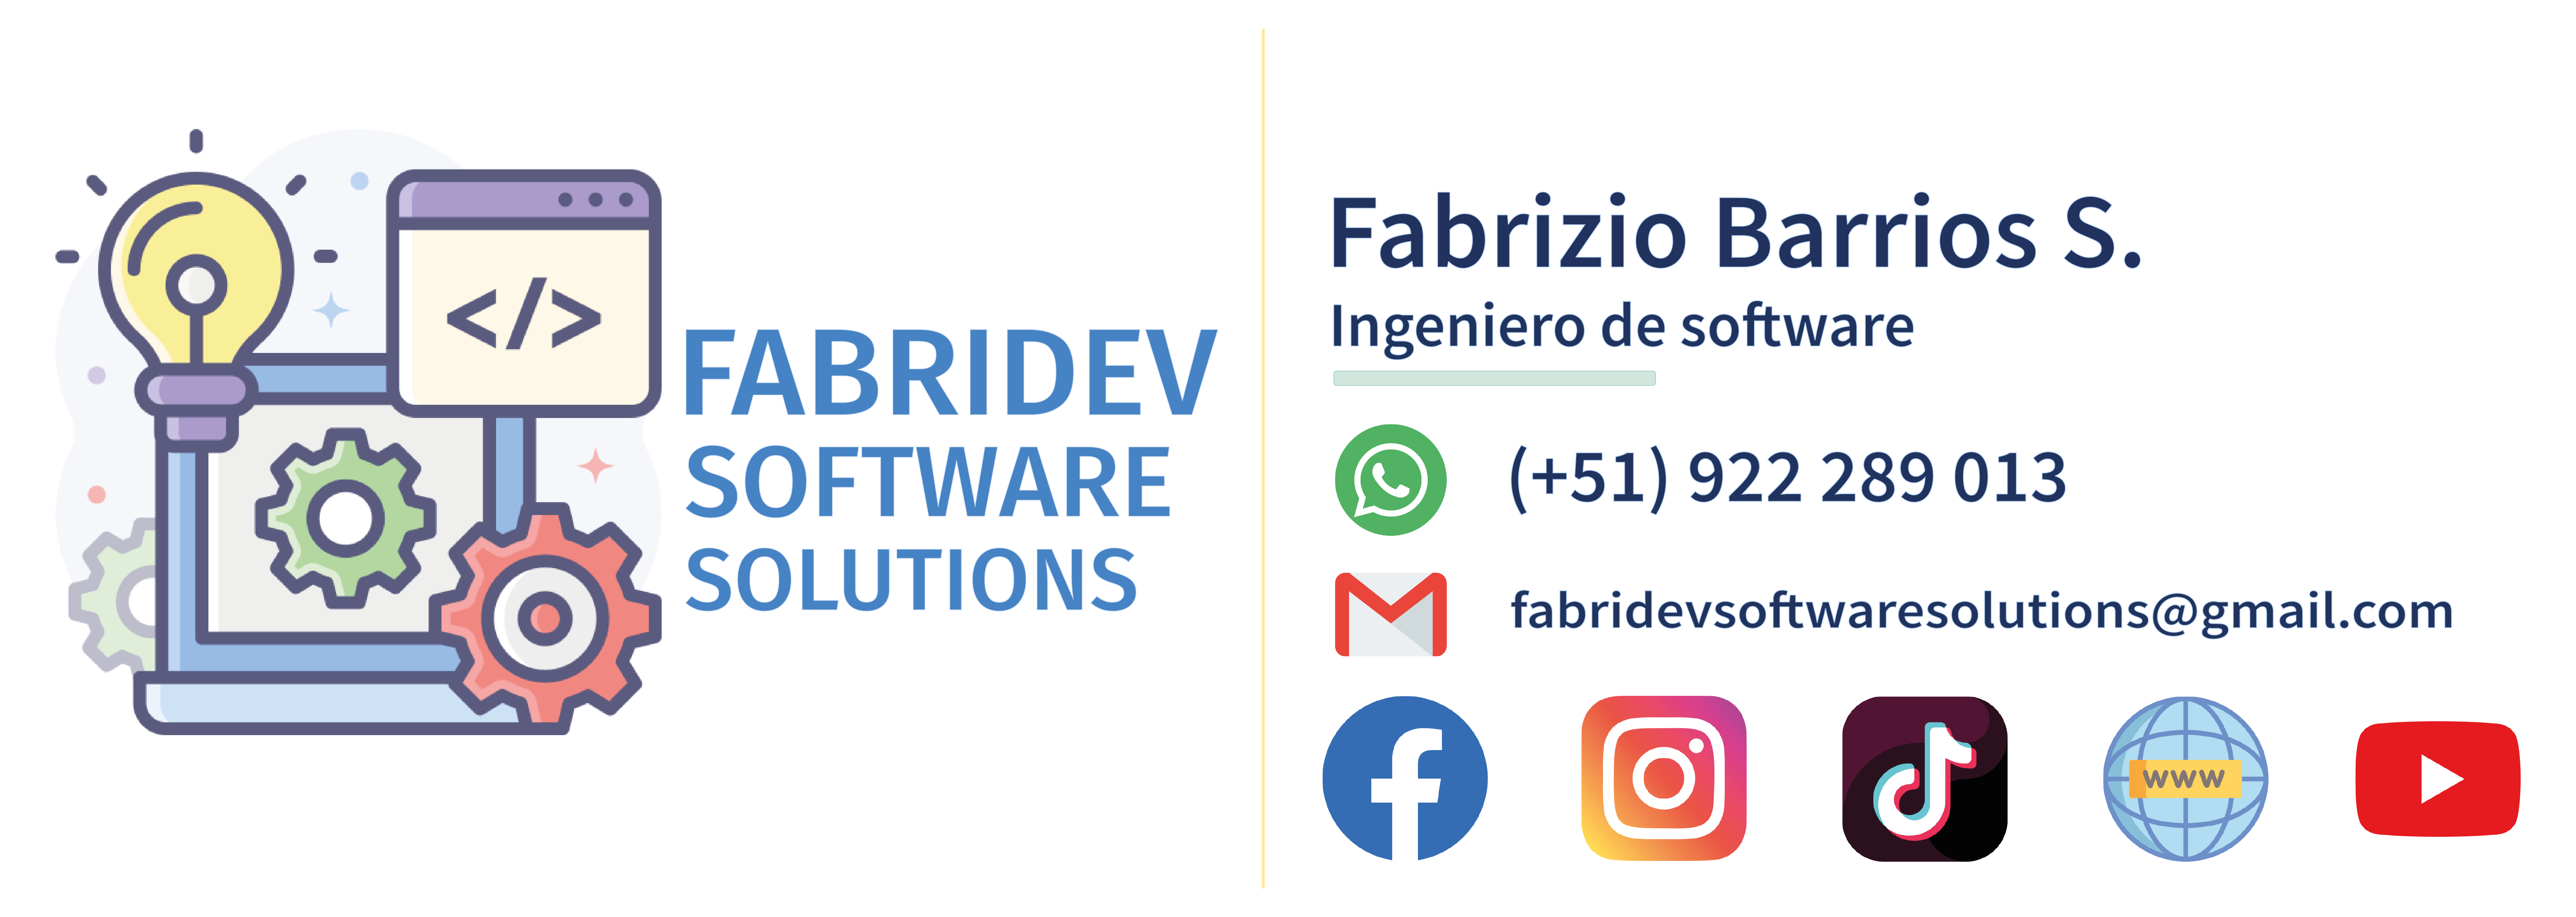 </>
FABRIDEV
SOFTWARE
SOLUTIONS
Fabrizio Barrios S.
Ingeniero de software
(+51) 922 289 013
fabridevsoftwaresolutions@gmail.com
www